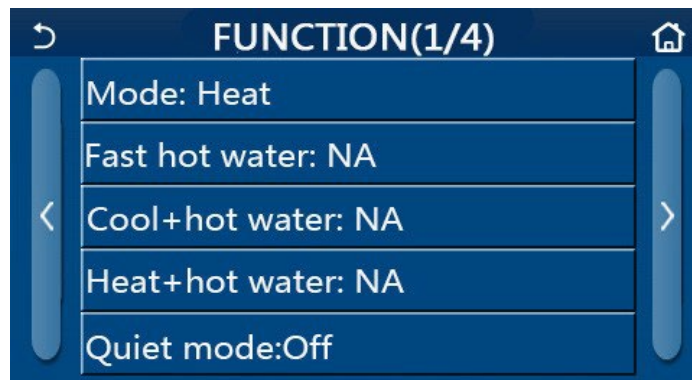 FUNCTION(1/4)
Mode: Heat
Fast hot water: NA
Cool+hot water: NA
Heat+hot water: NA
Quiet mode:Off